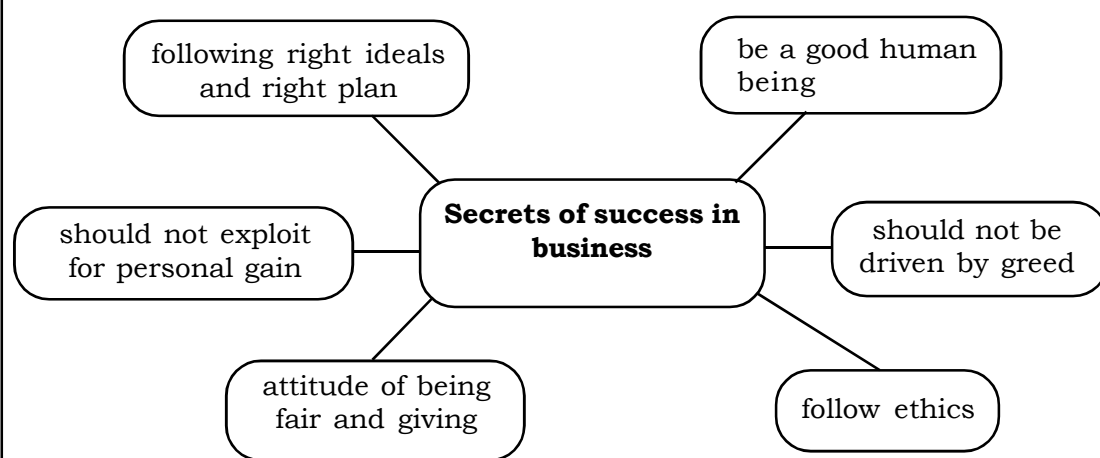 following right ideals
and right plan
be a good human
being
Secrets of success in
business
should not exploit
for personal gain
should not be
driven by greed
attitude of being
fair and giving
follow ethics